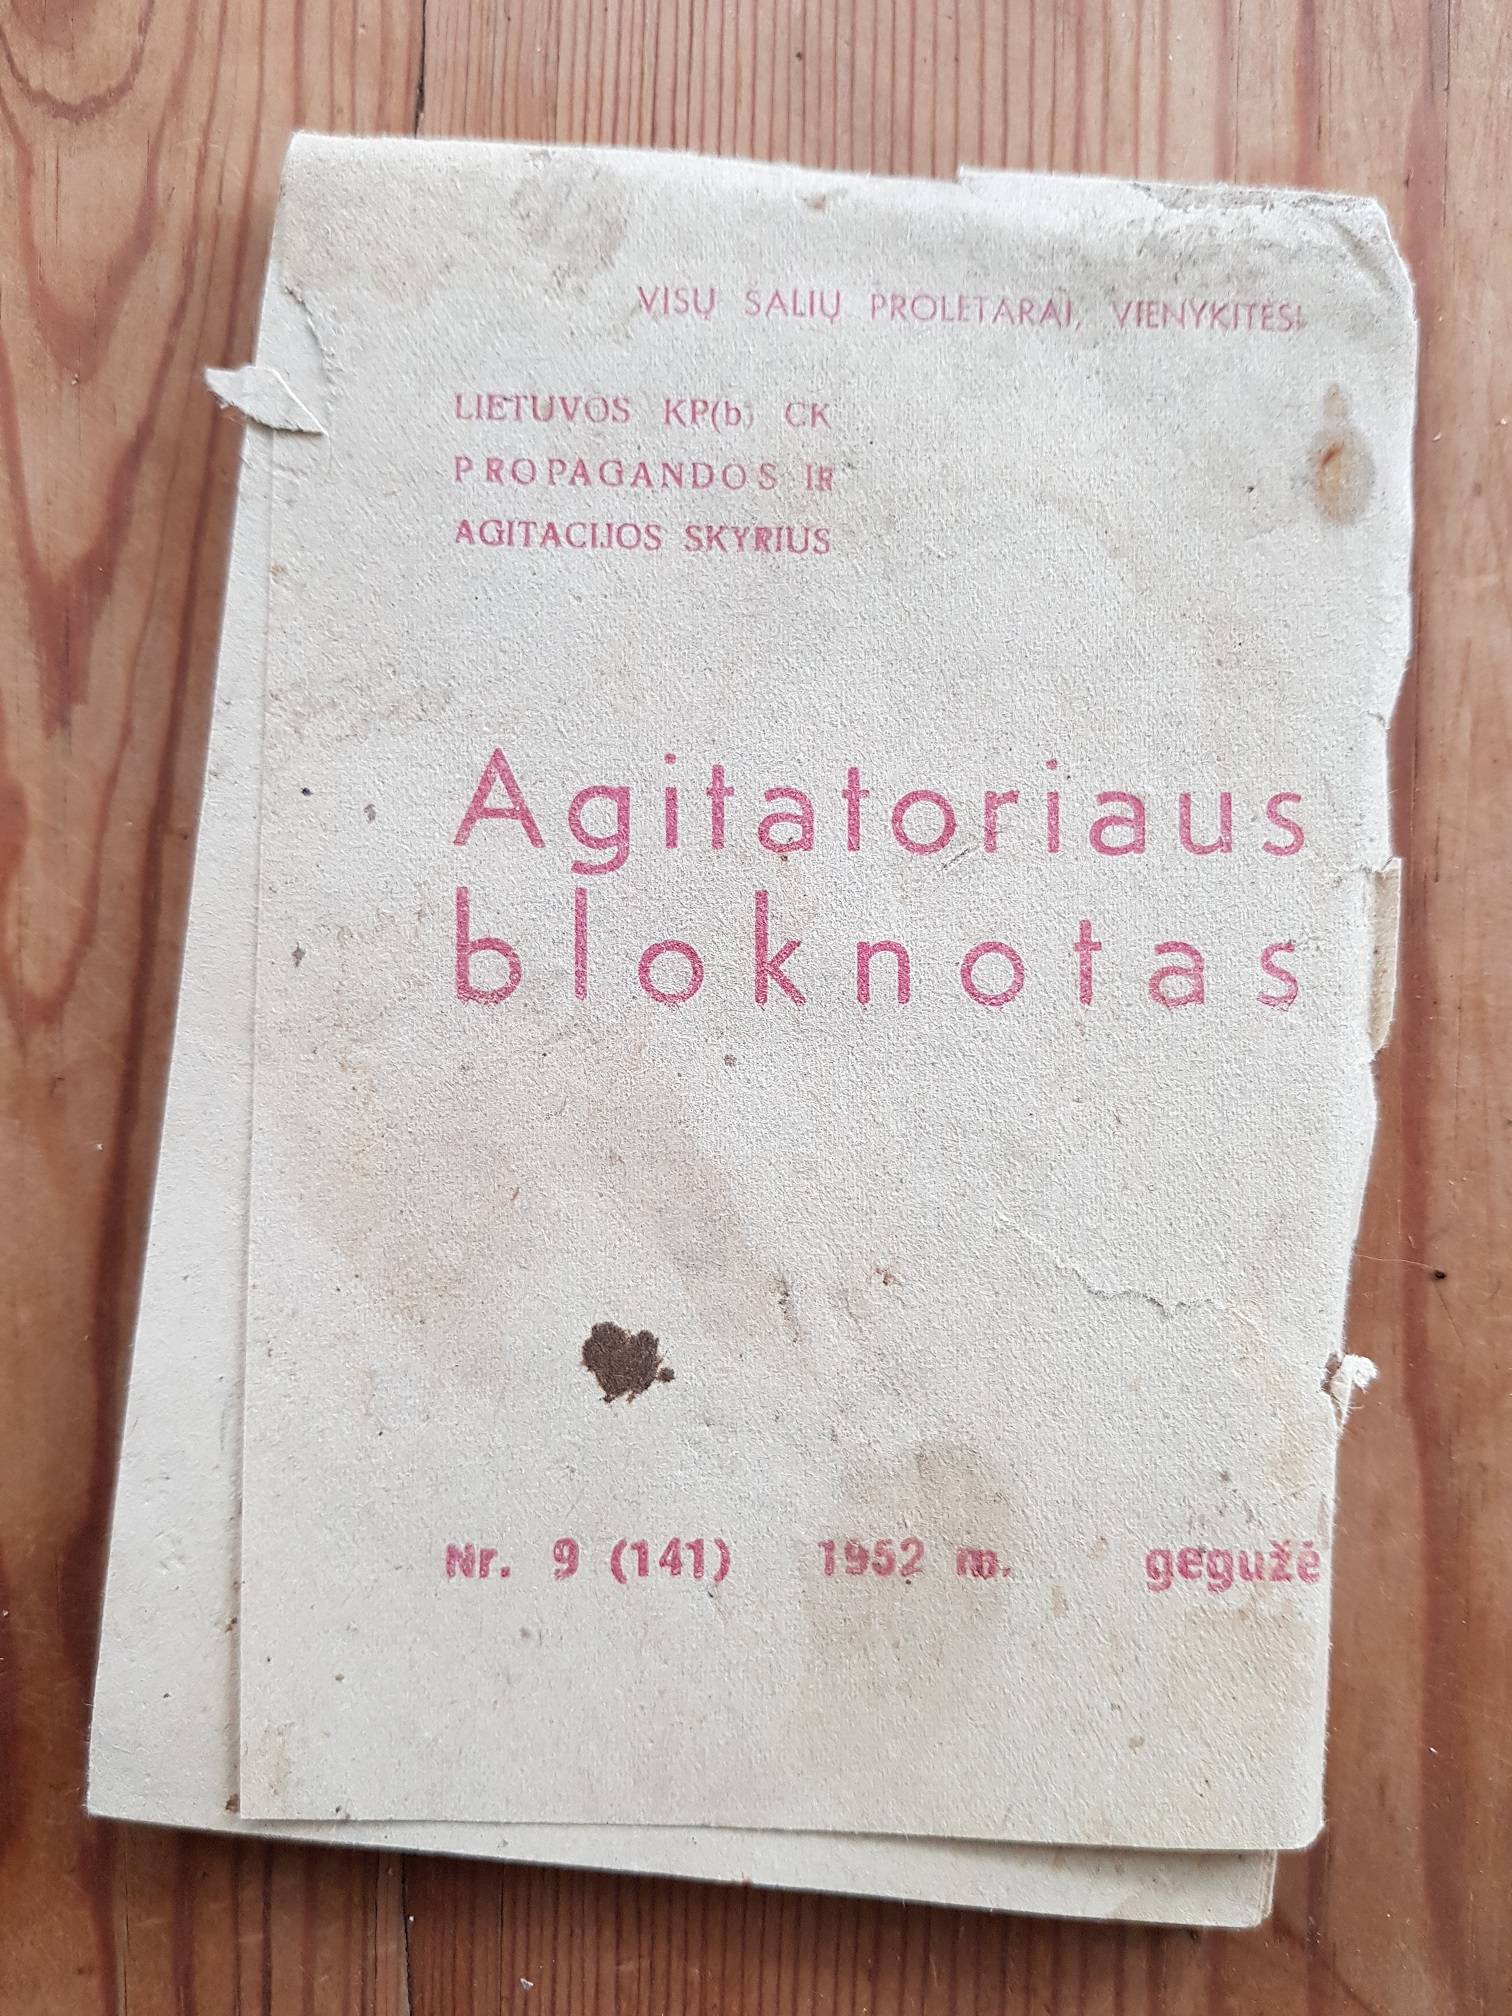 VISŲ ŠALIŲ PROLETARAI, VIENYKITĖS!
LIETUVOS KP(b) CK
PROPAGANDOS IR
AGITACIJOS SKYRIUS
Agitatoriaus
bloknotas
Nr. 9 (141) 1952 m. gegužė